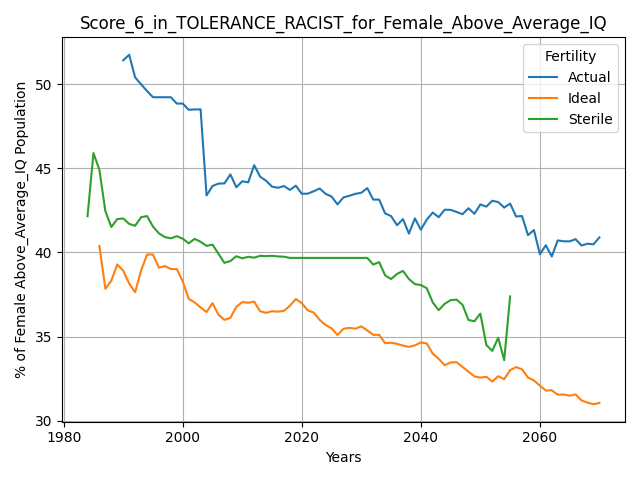 Score_6_in_TOLERANCE_RACIST_for_Female_Above_Average_IQ
% of Female Above_Average_IQ Population
50
45
40
35
30
1980
2000
2020
2040
2060
Years
Fertility
Actual
Ideal
Sterile